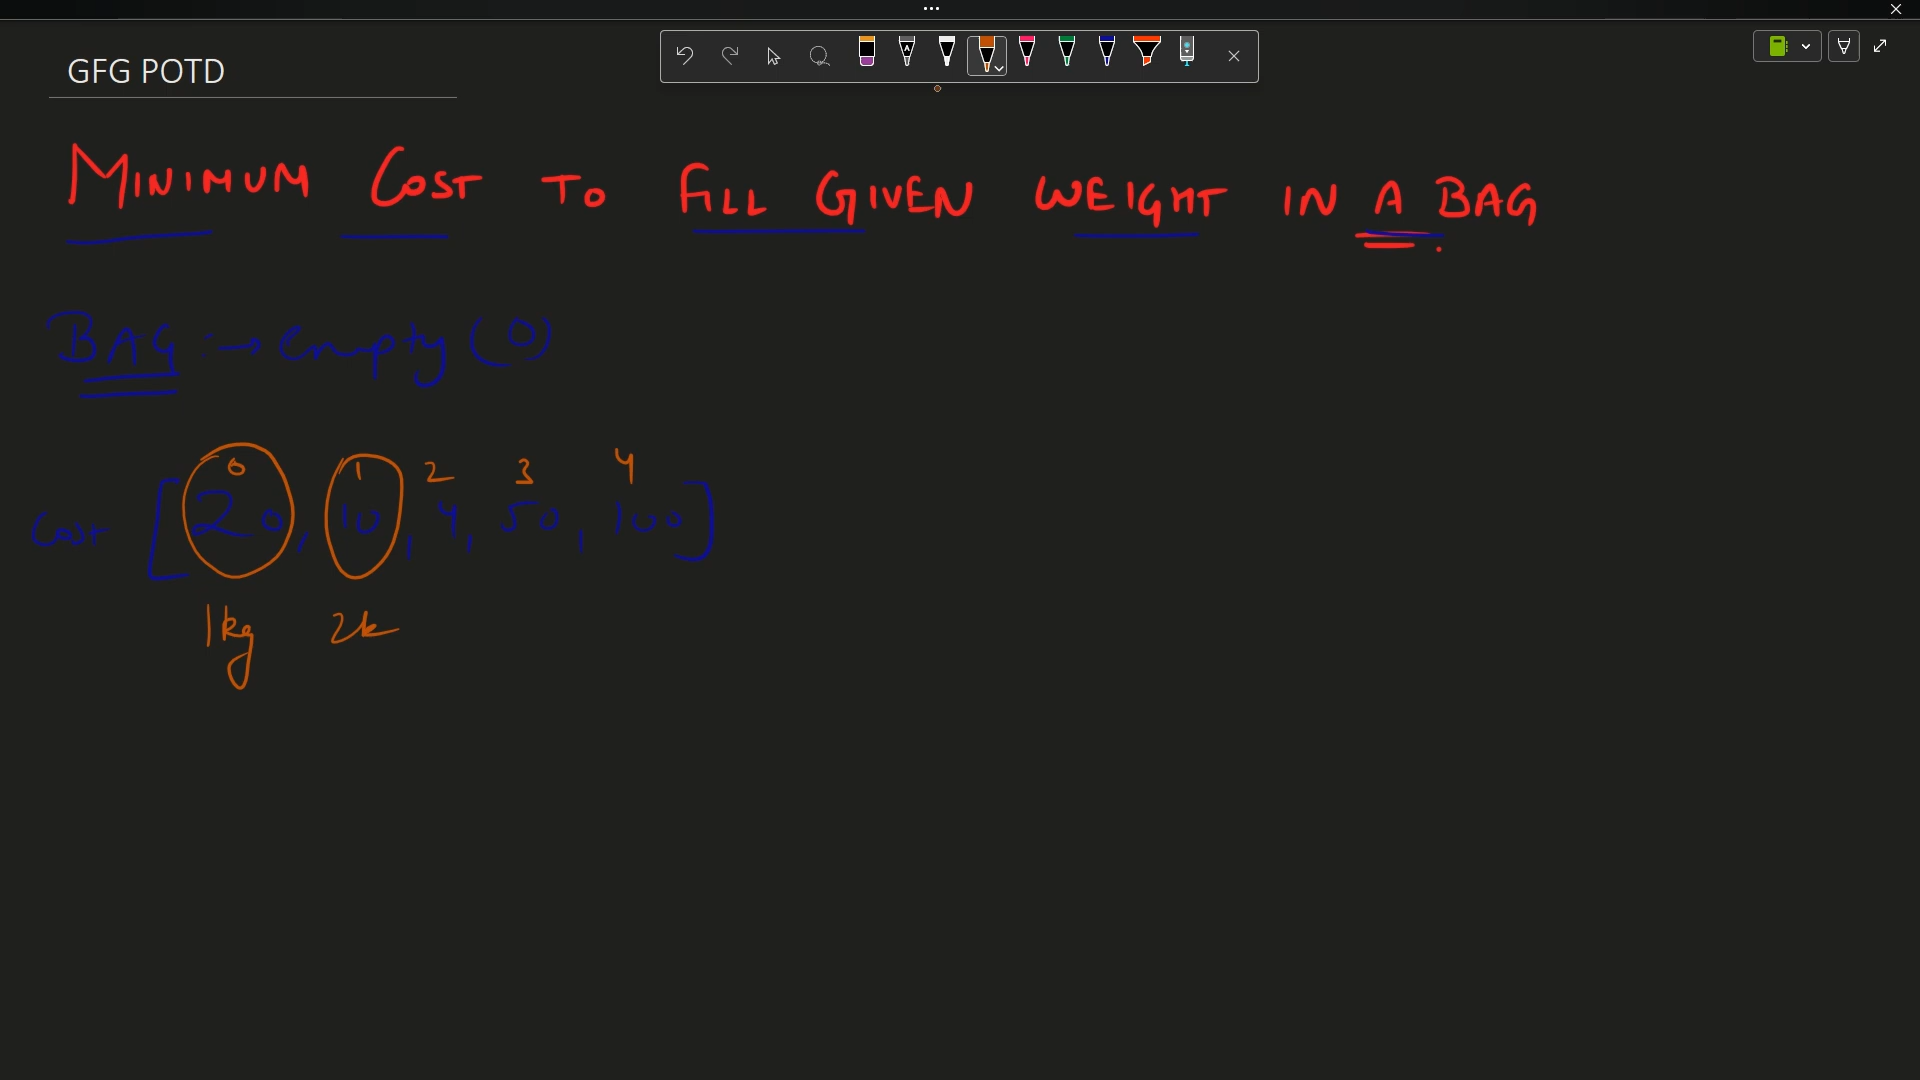 GFG POTD
MINIMUM COST TO FILL GIVEN WEIGHT IN A BAG
BAG :→ empty (0)
0 1 2 3 4
Cost [20, 10, 4, 50, 100]
1kg 2k